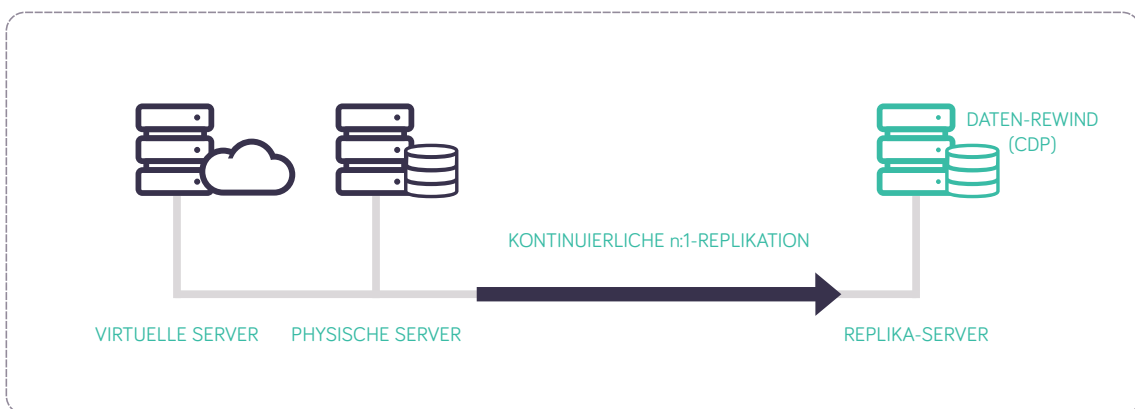 DATEN-REWIND
(CDP)
KONTINUIERLICHE n:1-REPLIKATION
VIRTUELLE SERVER
PHYSISCHE SERVER
REPLIKA-SERVER